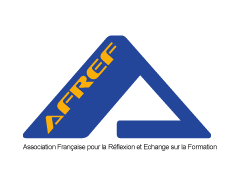 AFREF
Association Française pour la Réflexion et Echange sur la Formation